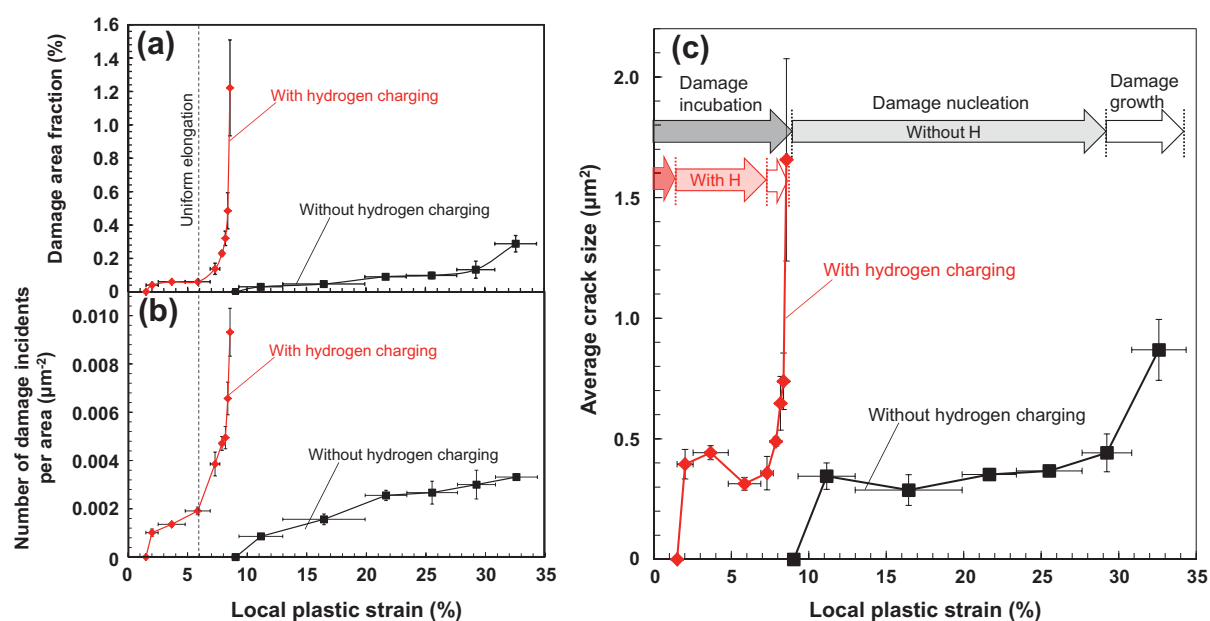 (a)
Damage area fraction (%)
1.6
1.4
1.2
1.0
0.8
0.6
0.4
0.2
0
Uniform elongation
With hydrogen charging
Without hydrogen charging
(b)
Number of damage incidents
per area (μm⁻²)
0.010
0.008
0.006
0.004
0.002
0
With hydrogen charging
Without hydrogen charging
0 5 10 15 20 25 30 35
Local plastic strain (%)
(c)
Average crack size (μm²)
2.0
1.5
1.0
0.5
0
Damage
incubation
Damage nucleation
Damage
growth
Without H
With H
With hydrogen charging
Without hydrogen charging
0 5 10 15 20 25 30 35
Local plastic strain (%)